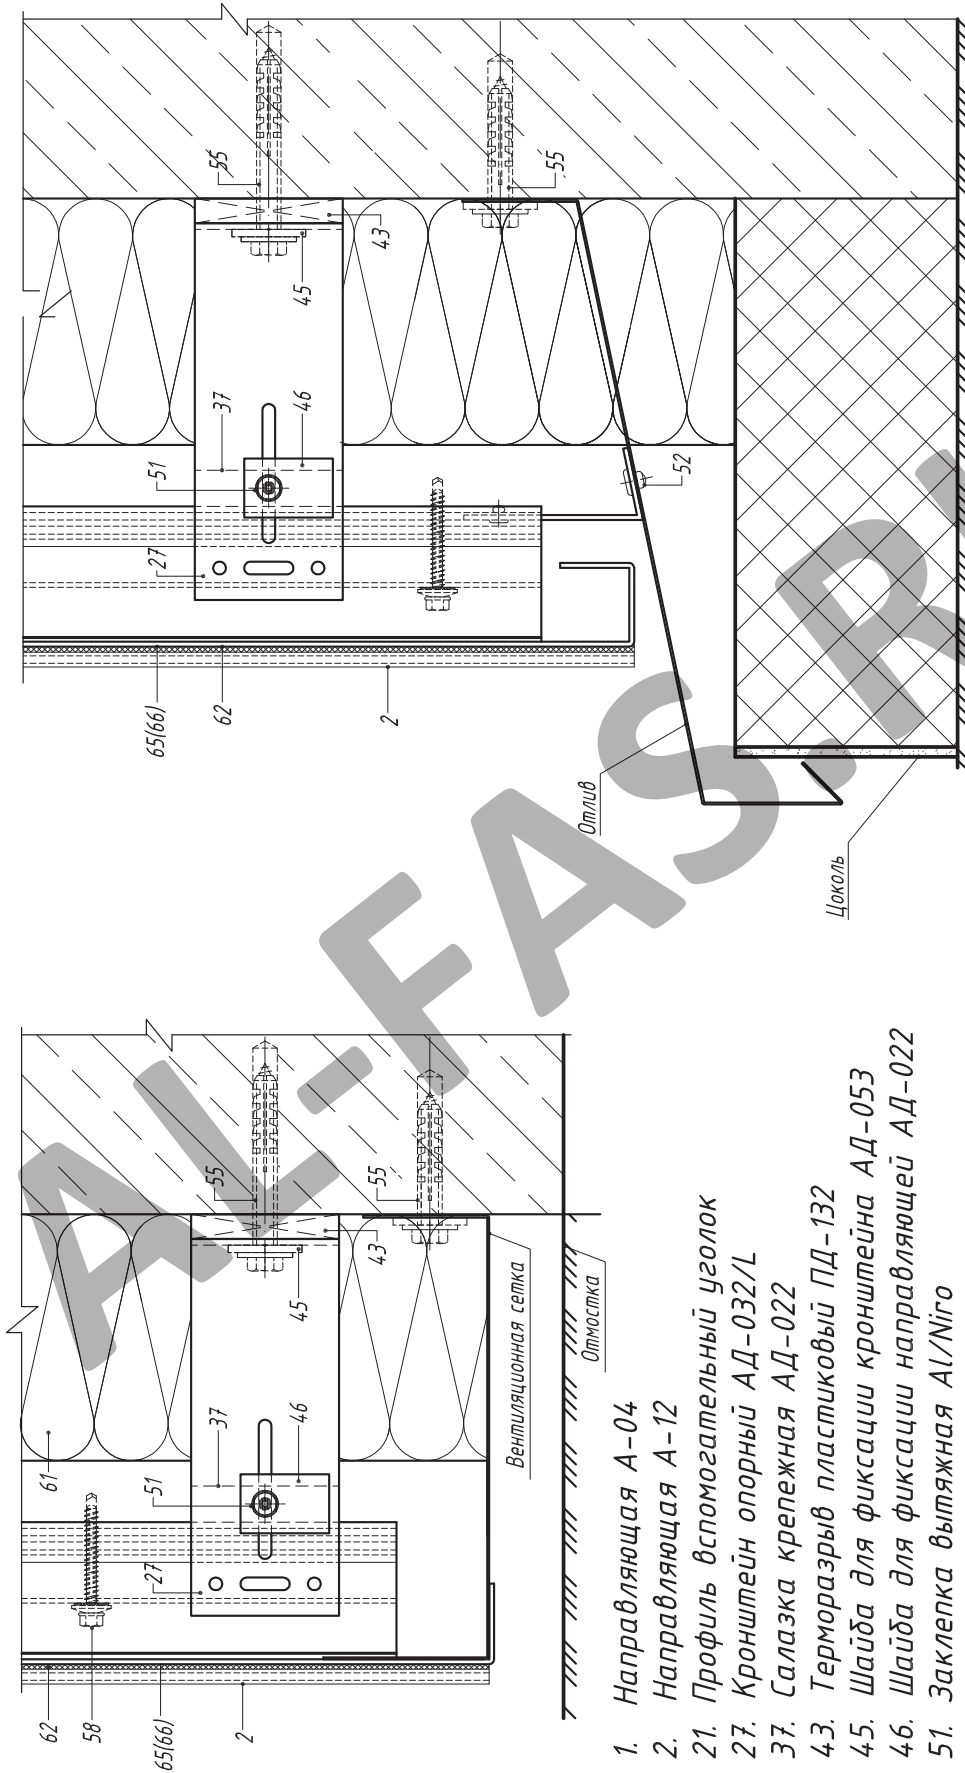 62
58
65(66)
2
61
27
51
37
46
45
43
55
55
Вентиляционная сетка
Отмостка
65(66)
62
2
27
51
37
46
45
43
55
55
52
Отлив
Цоколь
1. Направляющая А-04
2. Направляющая А-12
21. Профиль вспомогательный уголок
27. Кронштейн опорный АД-032/L
37. Салазка крепежная АД-022
43. Терморазрыв пластиковый ПД-132
45. Шайба для фиксации кронштейна АД-053
46. Шайба для фиксации направляющей АД-022
51. Заклепка вытяжная Al/Niro
AL-FAS.R